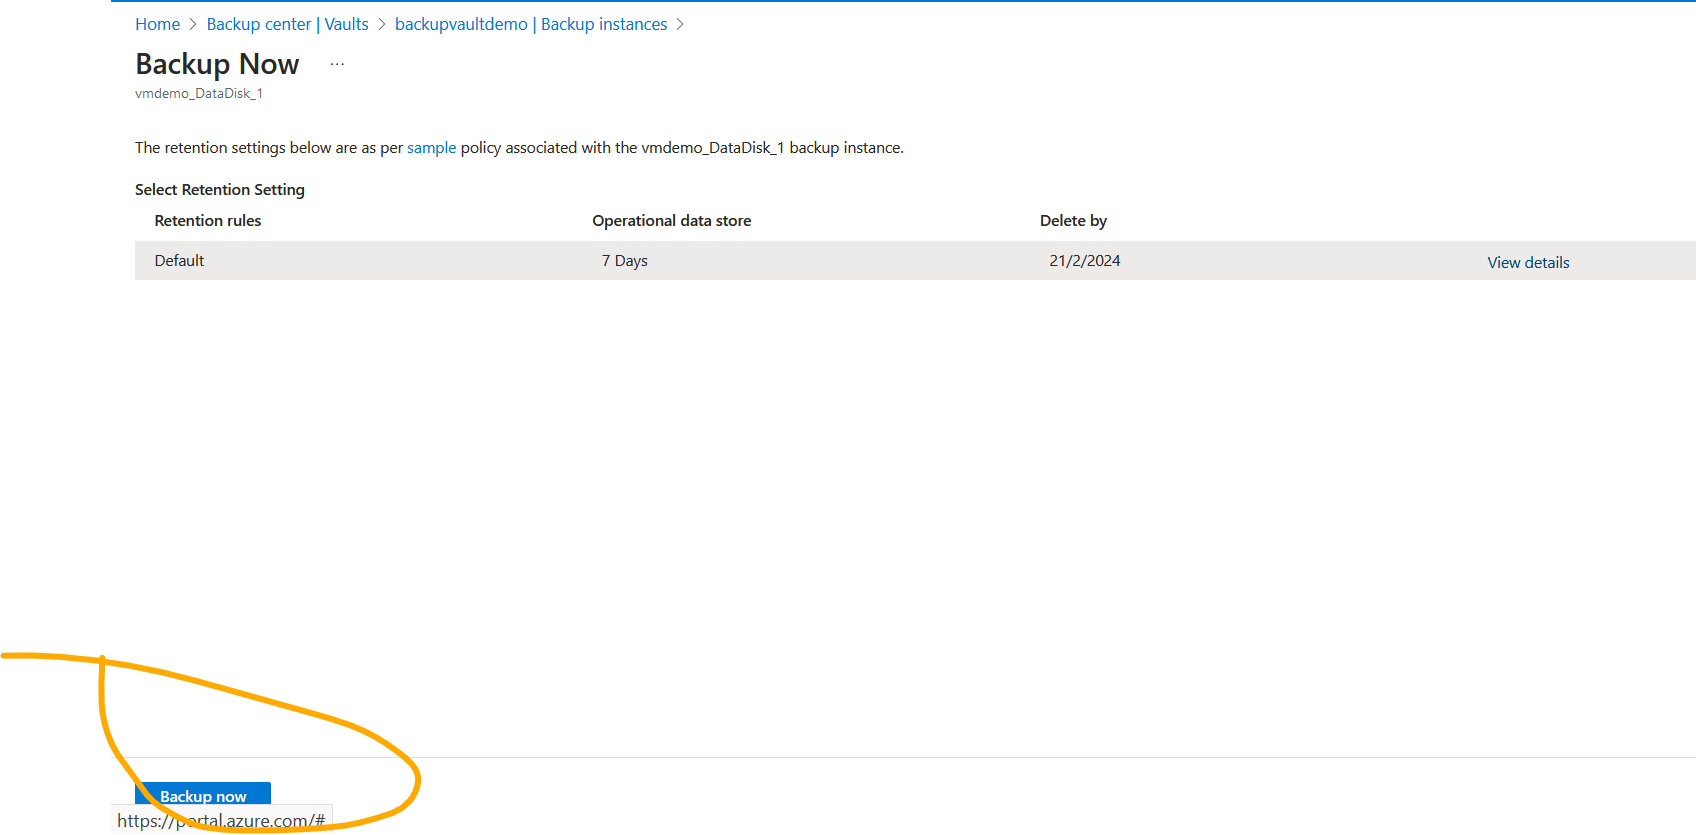 Home > Backup center | Vaults > backupvaultdemo | Backup instances >
Backup Now ...
vmdemo_DataDisk_1
The retention settings below are as per sample policy associated with the vmdemo_DataDisk_1 backup instance.
Select Retention Setting
Retention rules Operational data store Delete by
Default 7 Days 21/2/2024 View details
Backup now
https://portal.azure.com/#